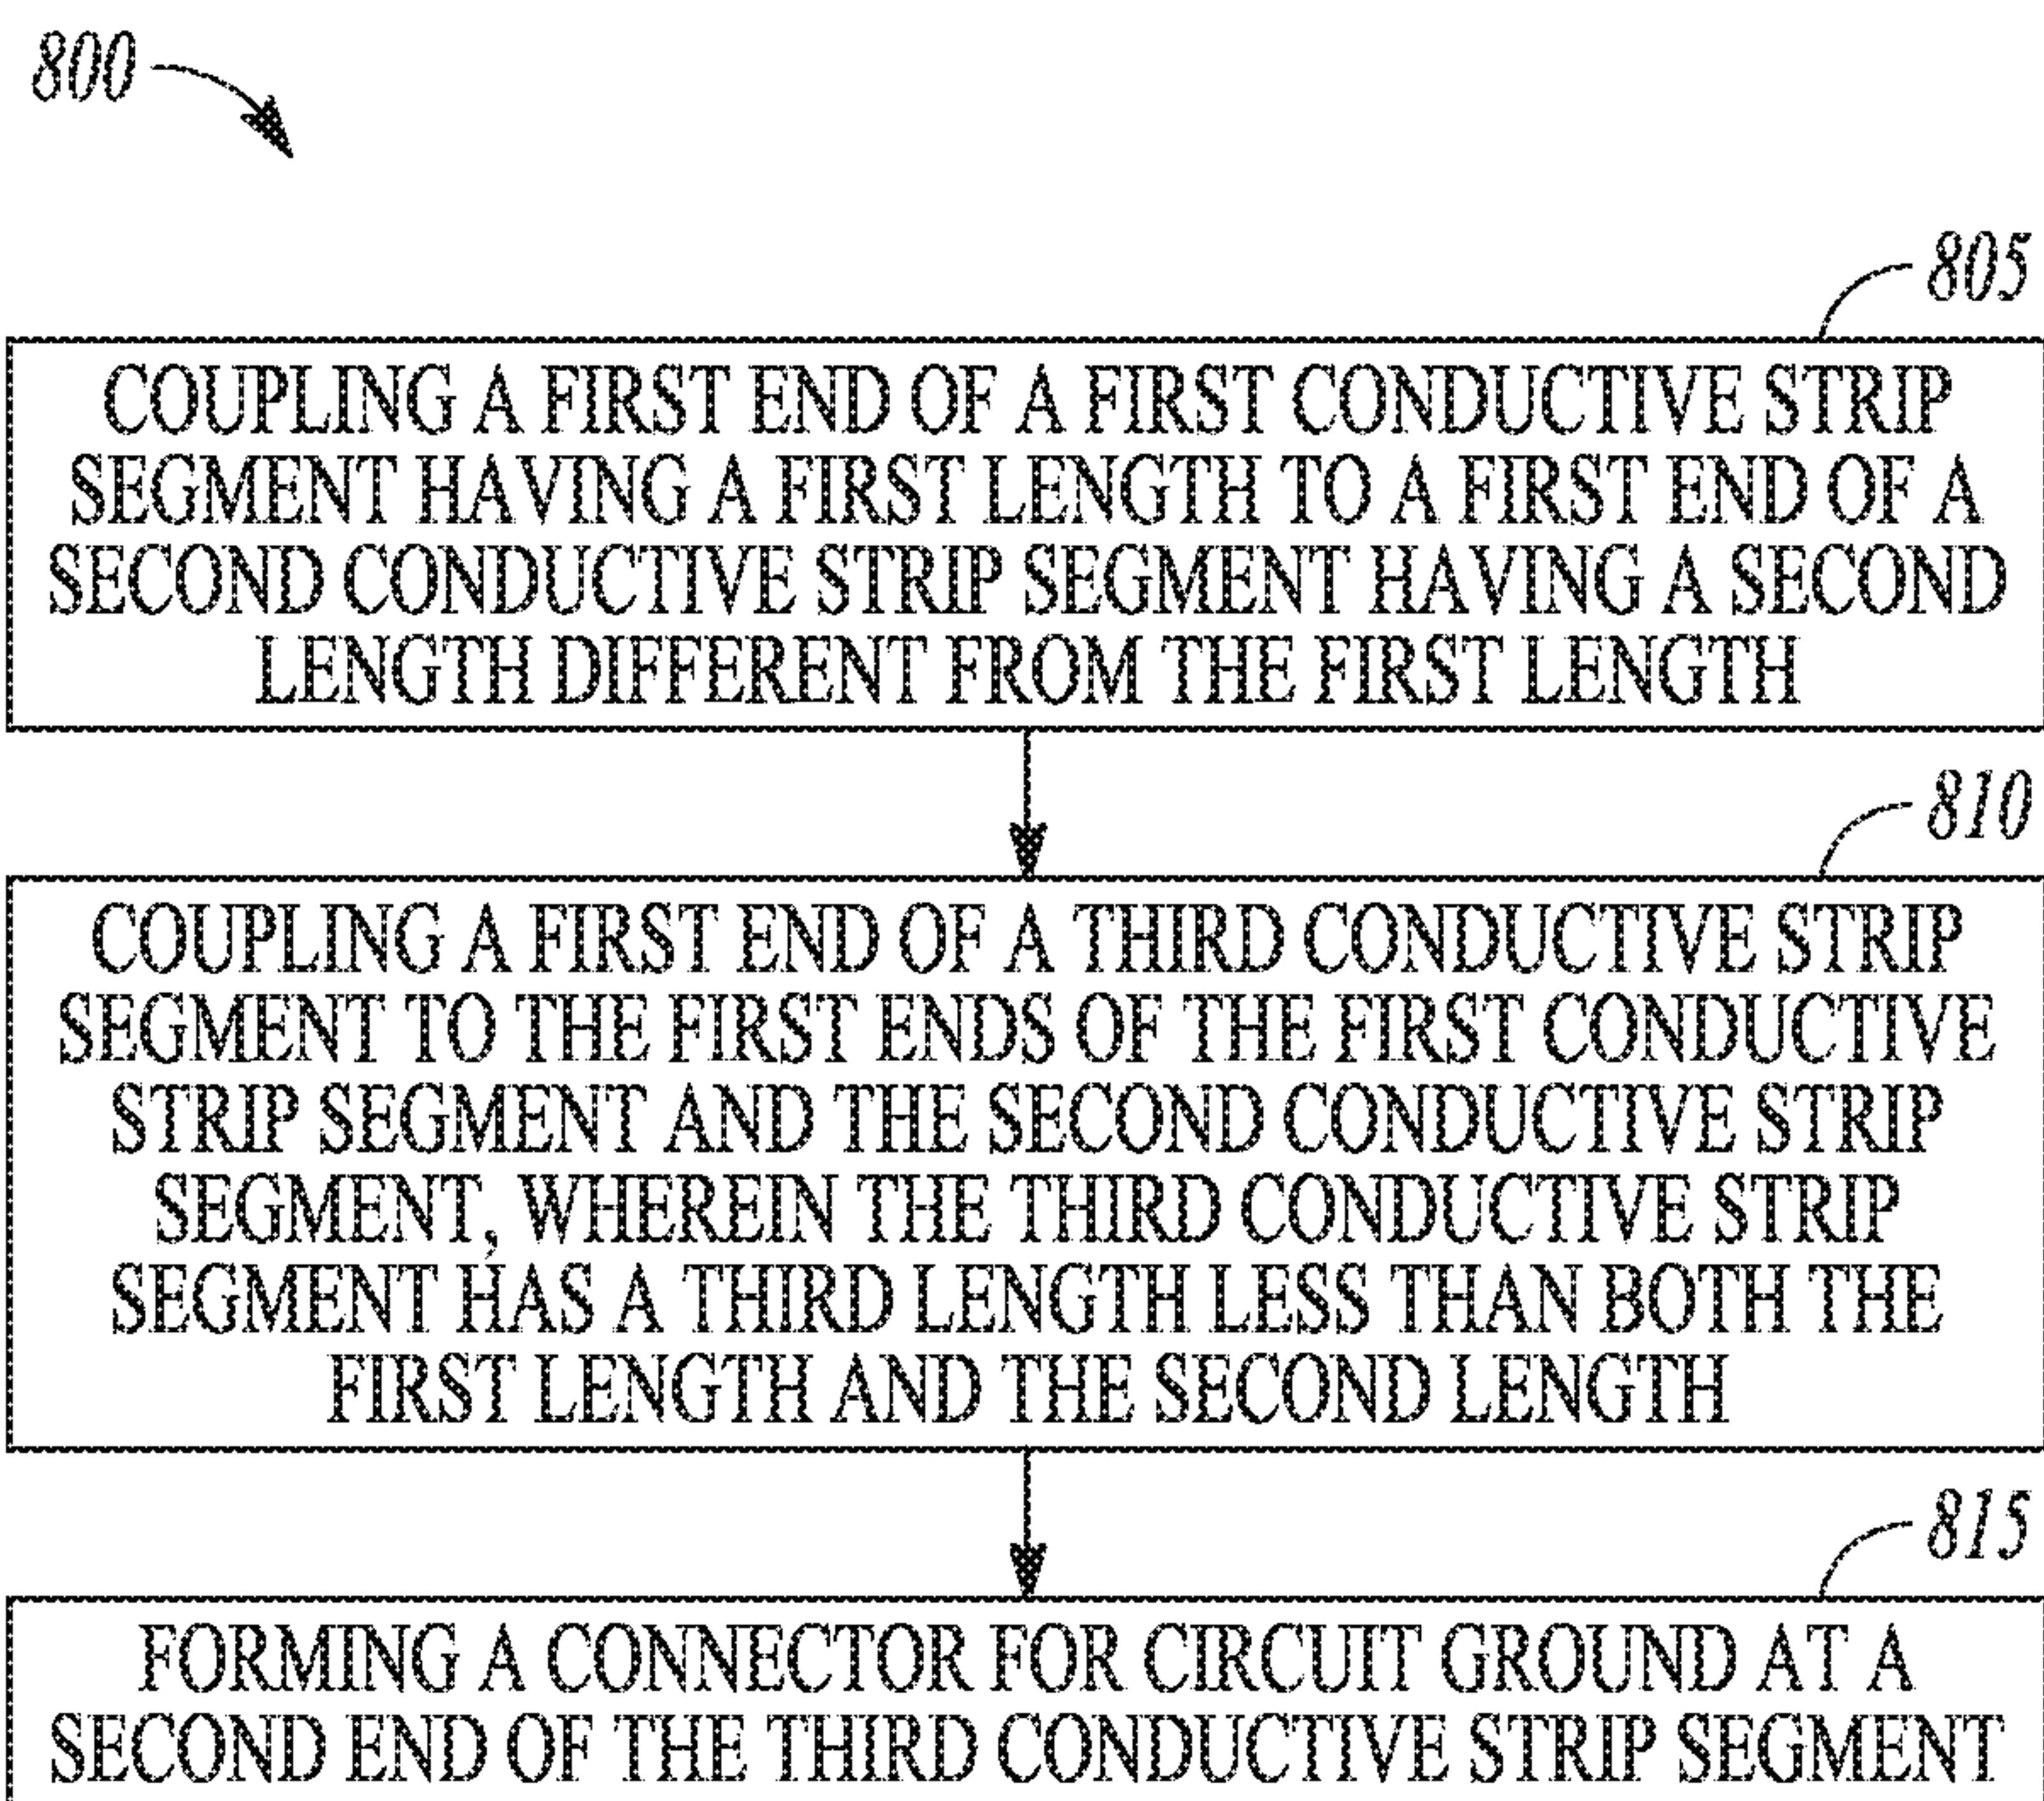 800
805
COUPLING A FIRST END OF A FIRST CONDUCTIVE STRIP
SEGMENT HAVING A FIRST LENGTH TO A FIRST END OF A
SECOND CONDUCTIVE STRIP SEGMENT HAVING A SECOND
LENGTH DIFFERENT FROM THE FIRST LENGTH
810
COUPLING A FIRST END OF A THIRD CONDUCTIVE STRIP
SEGMENT TO THE FIRST ENDS OF THE FIRST CONDUCTIVE
STRIP SEGMENT AND THE SECOND CONDUCTIVE STRIP
SEGMENT, WHEREIN THE THIRD CONDUCTIVE STRIP
SEGMENT HAS A THIRD LENGTH LESS THAN BOTH THE
FIRST LENGTH AND THE SECOND LENGTH
815
FORMING A CONNECTOR FOR CIRCUIT GROUND AT A
SECOND END OF THE THIRD CONDUCTIVE STRIP SEGMENT